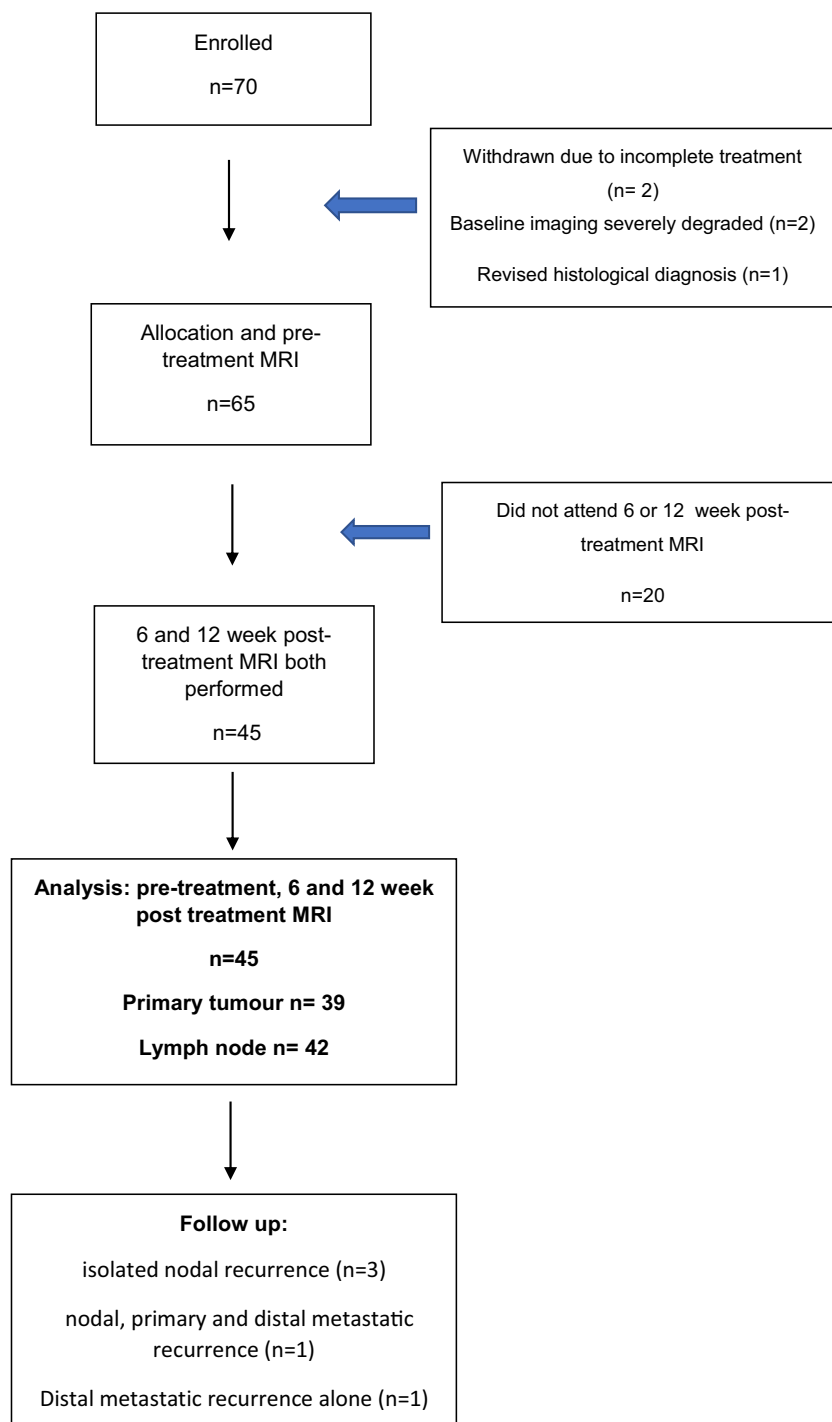 Enrolled
n=70
Withdrawn due to incomplete treatment
(n= 2)
Baseline imaging severely degraded (n=2)
Revised histological diagnosis (n=1)
Allocation and pre-
treatment MRI
n=65
Did not attend 6 or 12 week post-
treatment MRI
n=20
6 and 12 week post-
treatment MRI both
performed
n=45
Analysis: pre-treatment, 6 and 12 week
post treatment MRI
n=45
Primary tumour n= 39
Lymph node n= 42
Follow up:
isolated nodal recurrence (n=3)
nodal, primary and distal metastatic
recurrence (n=1)
Distal metastatic recurrence alone (n=1)